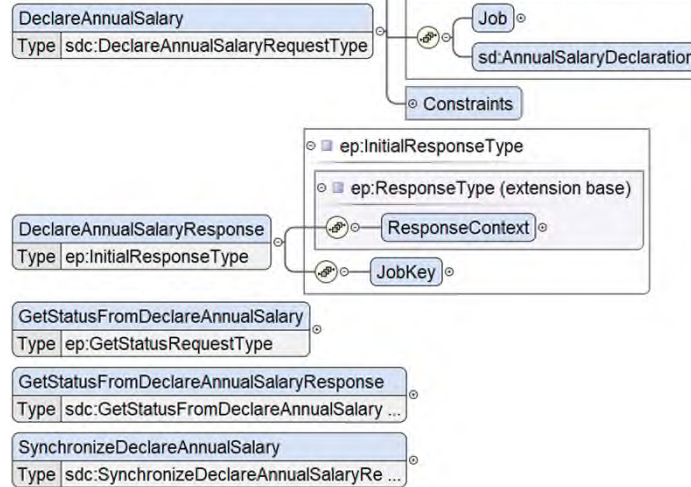 DeclareAnnualSalary
Type sdc:DeclareAnnualSalaryRequestType
Job
sd:AnnualSalaryDeclaration
Constraints
ep:InitialResponseType
ep:ResponseType (extension base)
DeclareAnnualSalaryResponse
Type ep:InitialResponseType
ResponseContext
JobKey
GetStatusFromDeclareAnnualSalary
Type ep:GetStatusRequestType
GetStatusFromDeclareAnnualSalaryResponse
Type sdc:GetStatusFromDeclareAnnualSalary ...
SynchronizeDeclareAnnualSalary
Type sdc:SynchronizeDeclareAnnualSalaryRe ...